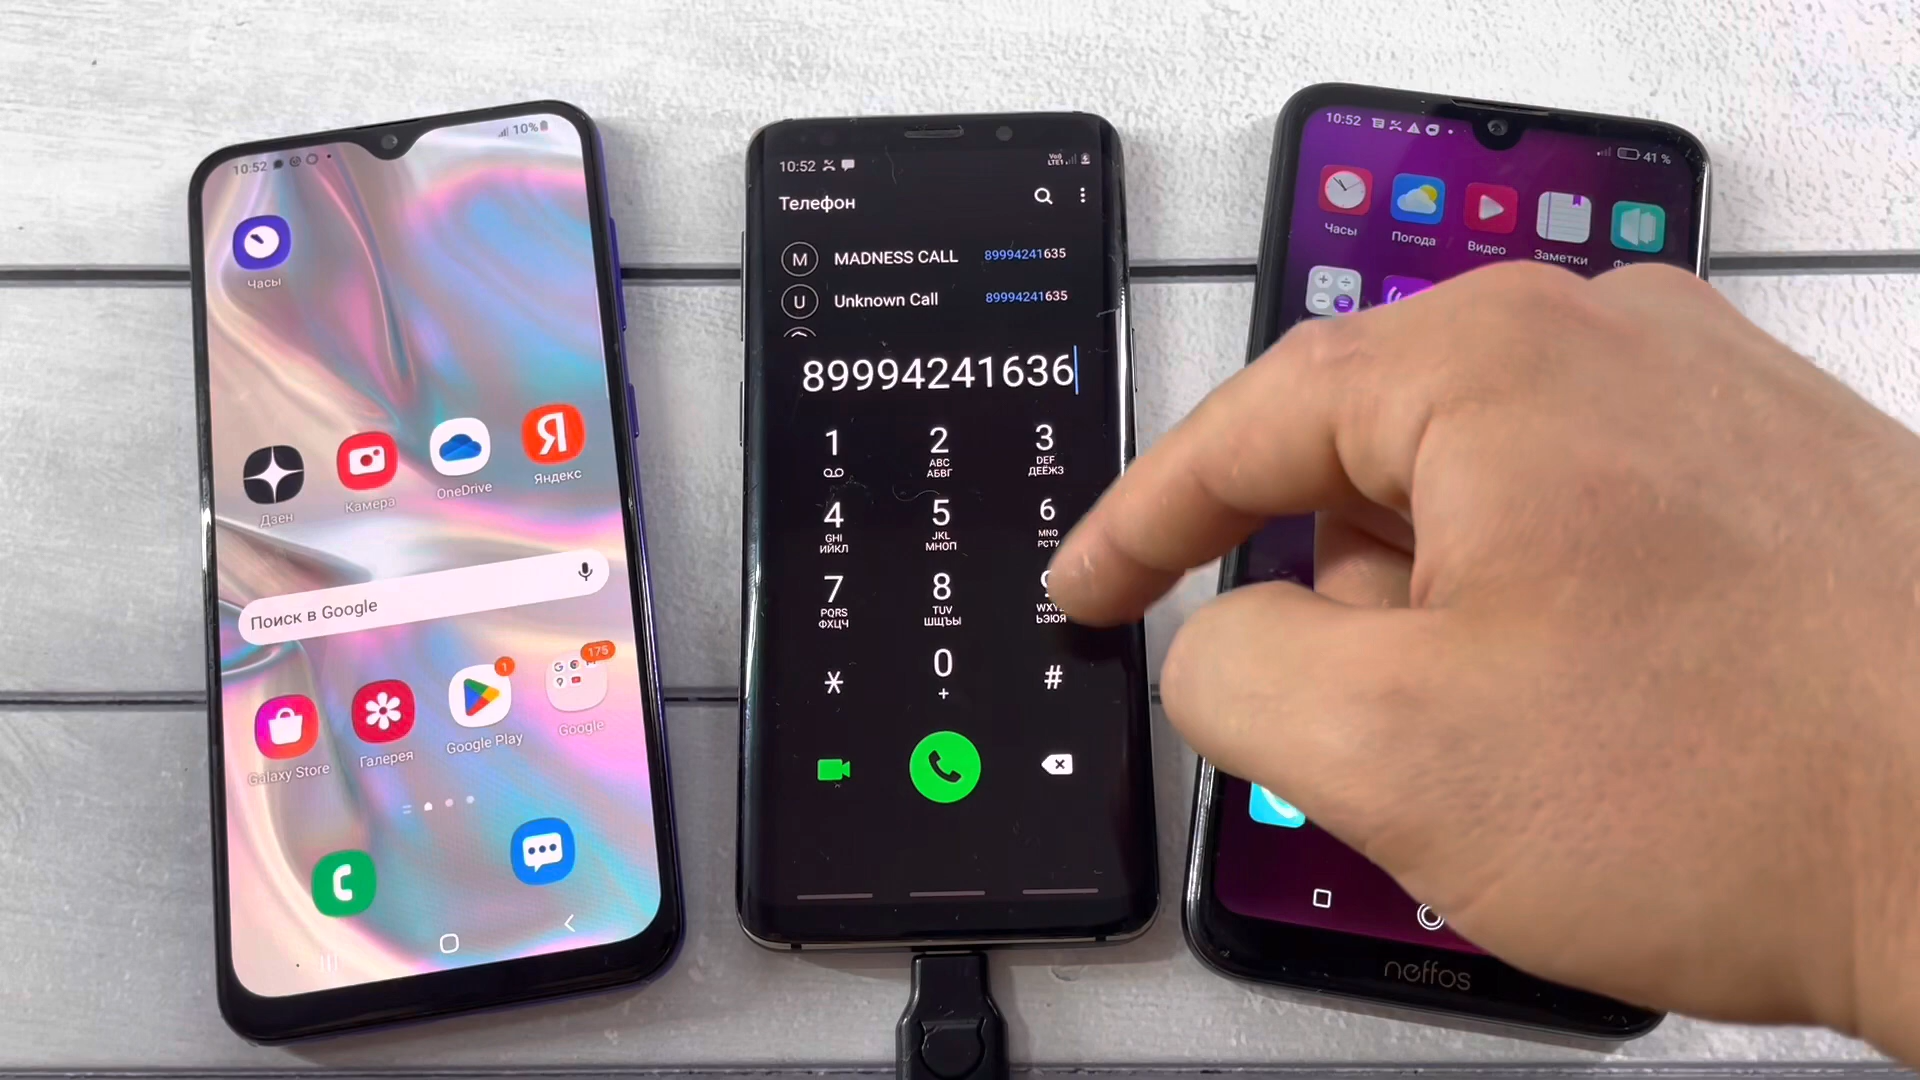 10:52
10%
Часы
Дзен
Камера
OneDrive
Яндекс
Поиск в Google
1
175
Galaxy Store
Галерея
Google Play
Google
10:52
Телефон
M MADNESS CALL 89994241635
U Unknown Call 89994241635
89994241636
1 2 3
ABC DEF
АБВГ ДЕЁЖЗ
4 5 6
GHI JKL MNO
ИЙКЛ МНОП РСТУ
7 8 9
PQRS TUV WXYZ
ФХЦЧ ШЩЪЫ ЬЭЮЯ
* 0 #
+
10:52
41 %
Часы
Погода
Видео
Заметки
neffos